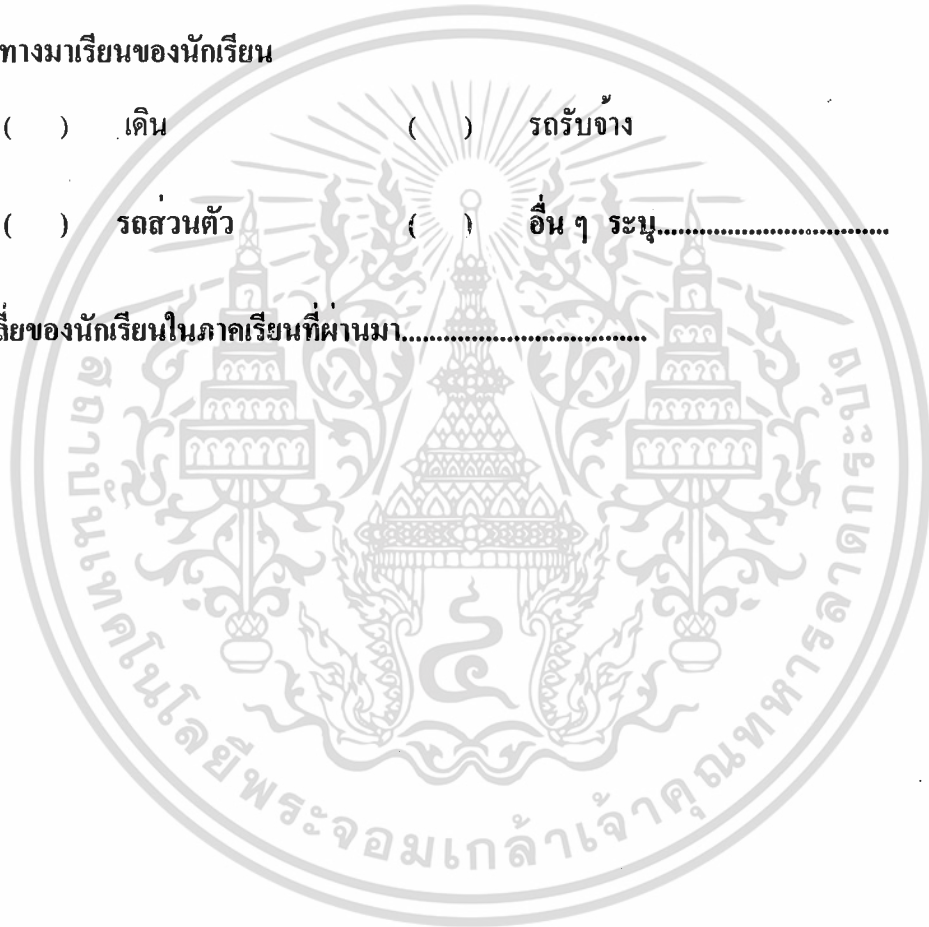 ทางมาเรียนของนักเรียน
( ) เดิน ( ) รถรับจ้าง
( ) รถส่วนตัว ( ) อื่น ๆ ระบุ.................................
ลี่ยของนักเรียนในภาคเรียนที่ผ่านมา...................................
สถาบันเทคโนโลยีพระจอมเกล้าเจ้าคุณทหารลาดกระบัง
๔